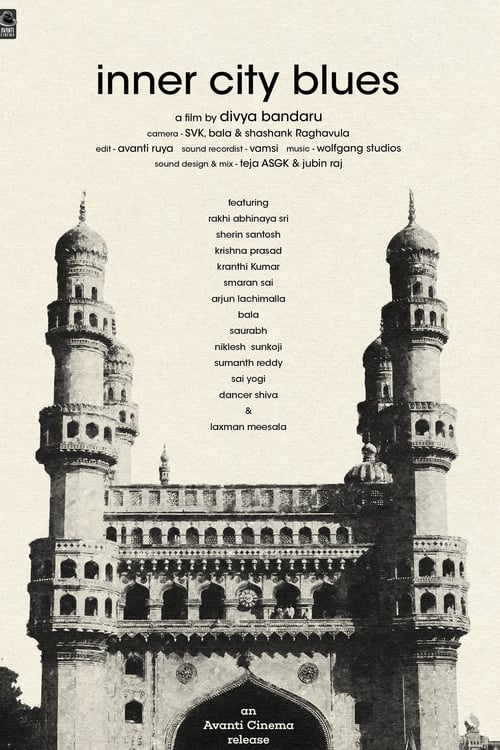 AVANTI
CINEMA
inner city blues
a film by divya bandaru
camera - SVK, bala & shashank Raghavula
edit - avanti ruya sound recordist - vamsi music - wolfgang studios
sound design & mix - teja ASGK & jubin raj
featuring
rakhi abhinaya sri
sherin santosh
krishna prasad
kranthi Kumar
smaran sai
arjun lachimalla
bala
saurabh
niklesh sunkoji
sumanth reddy
sai yogi
dancer shiva
&
laxman meesala
an
Avanti Cinema
release